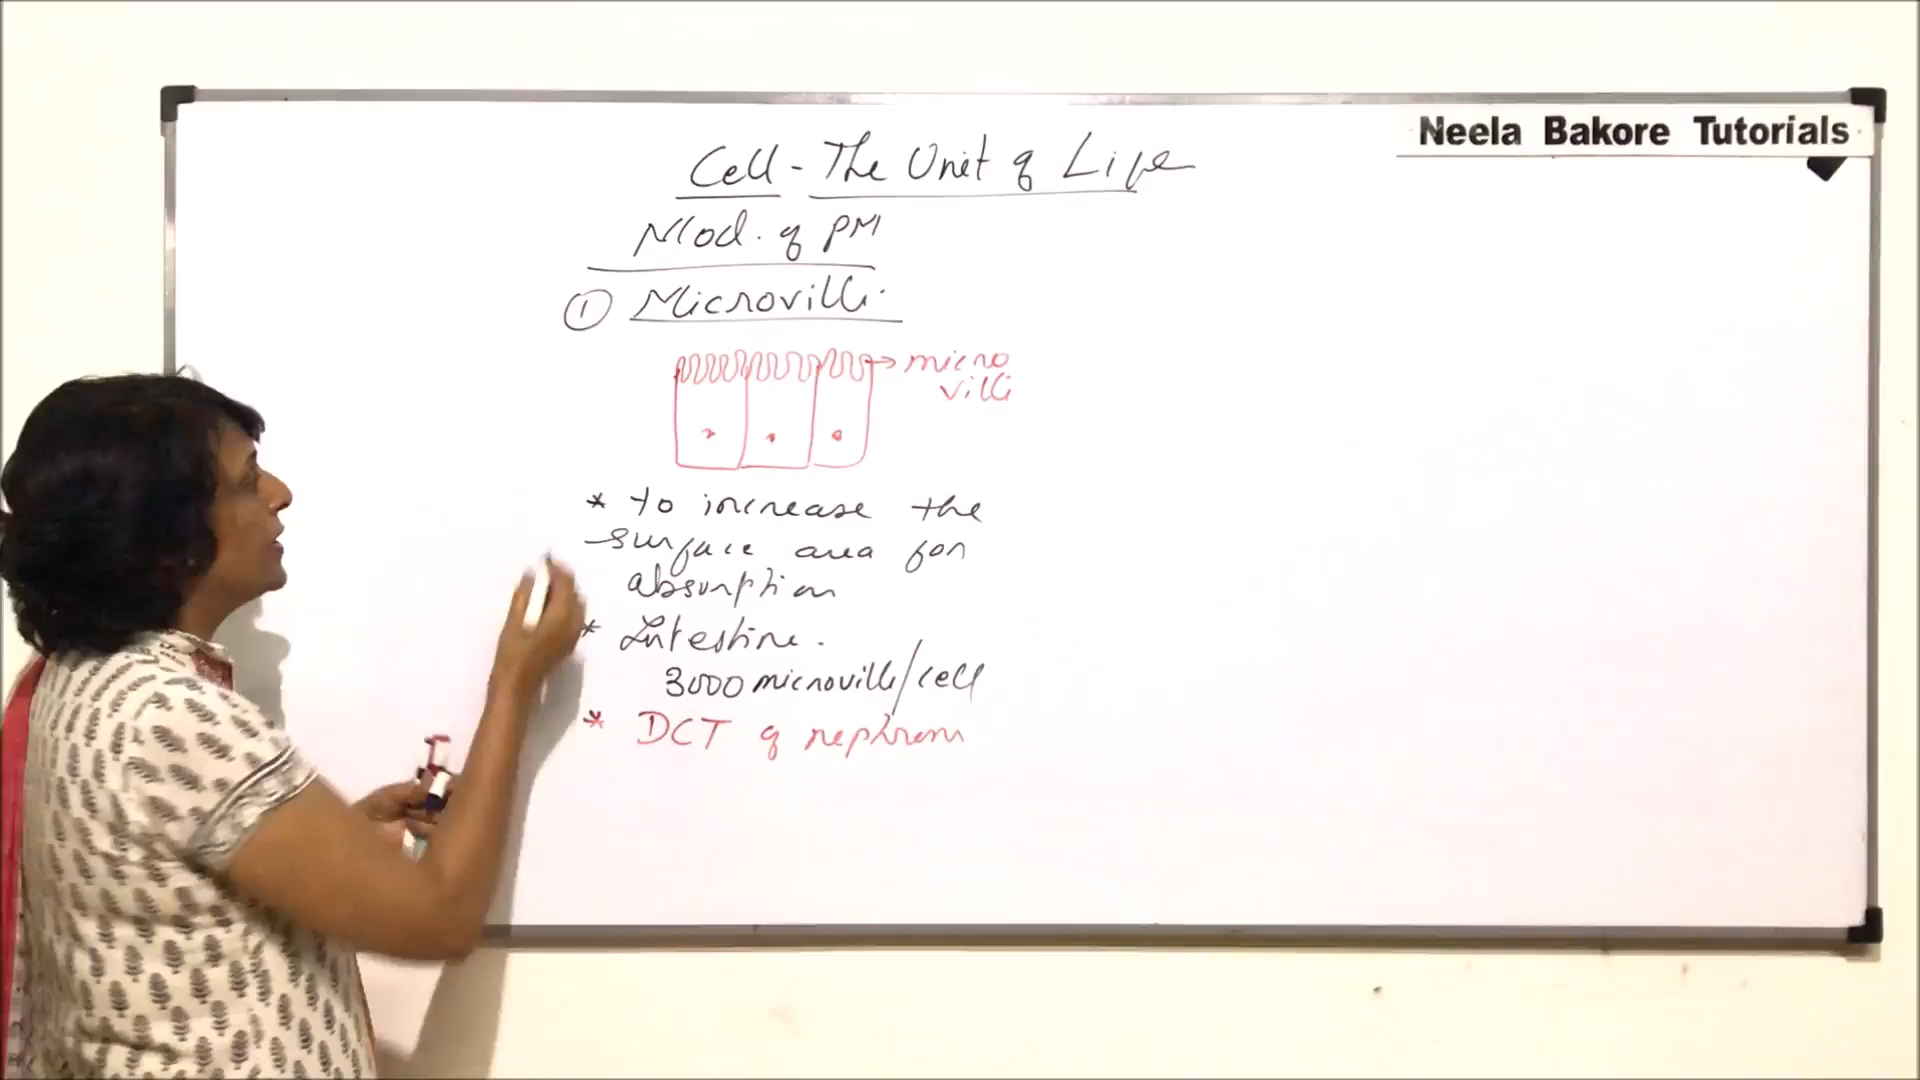 Neela Bakore Tutorials
Cell - The Unit of Life
Mod. of PM
① Microvilli
micro
villi
* to increase the
surface area for
absorption
* Intestine.
3000 microvilli/cell
* DCT of nephron